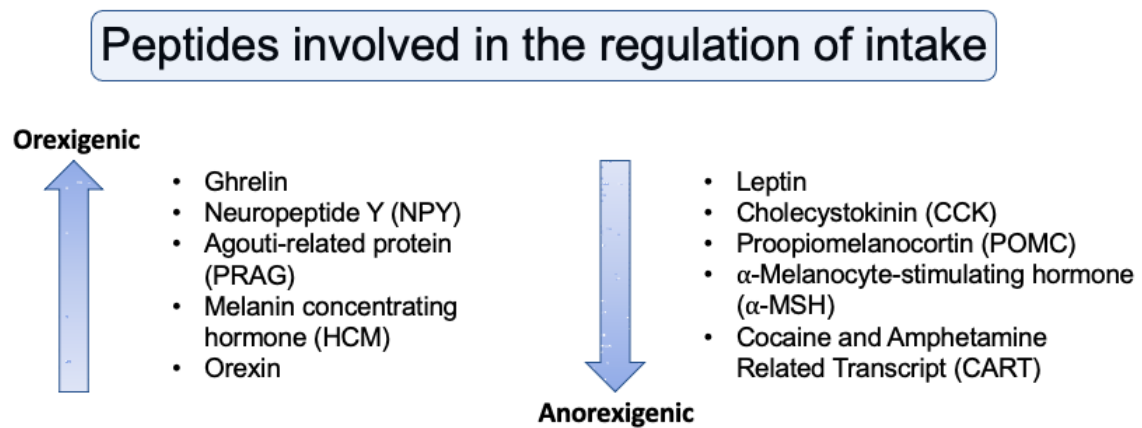 Peptides involved in the regulation of intake
Orexigenic
• Ghrelin
• Neuropeptide Y (NPY)
• Agouti-related protein
(PRAG)
• Melanin concentrating
hormone (HCM)
• Orexin
• Leptin
• Cholecystokinin (CCK)
• Proopiomelanocortin (POMC)
• α-Melanocyte-stimulating hormone
(α-MSH)
• Cocaine and Amphetamine
Related Transcript (CART)
Anorexigenic